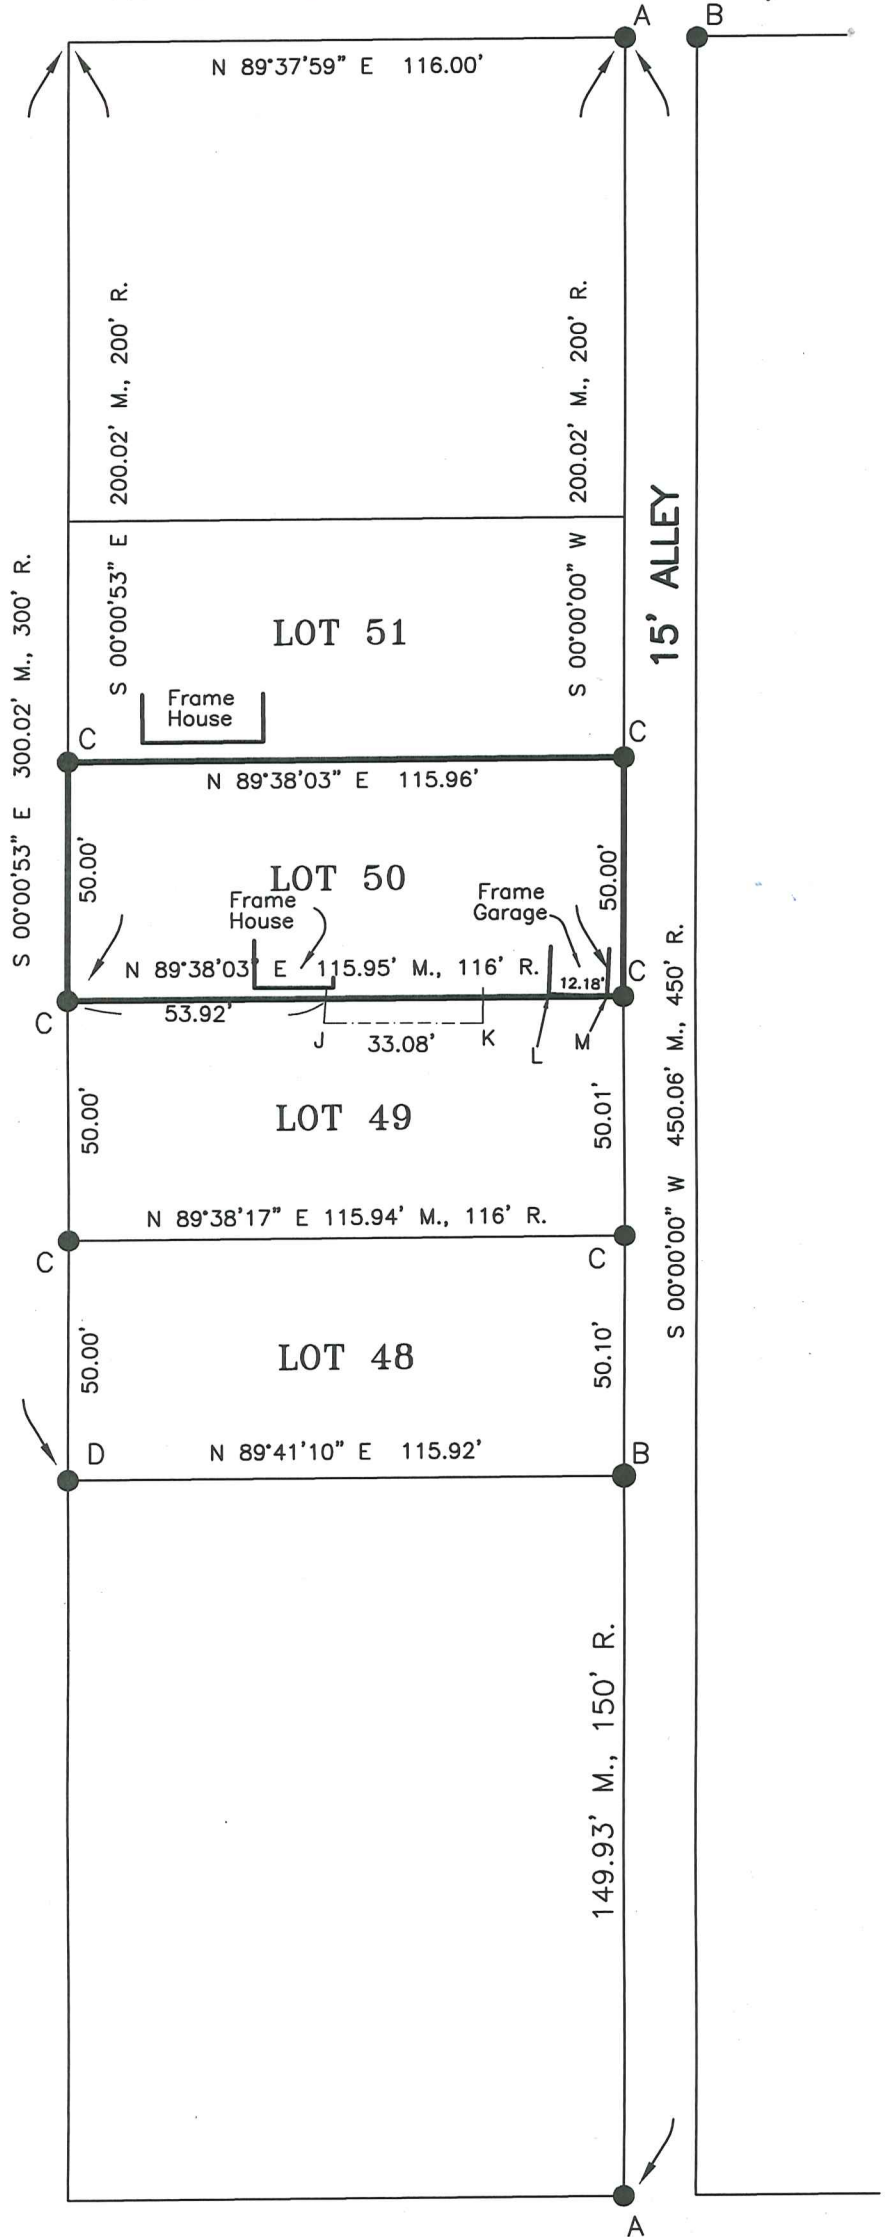 A
B
N 89°37'59" E 116.00'
S 00°00'53" E 200.02' M., 200' R.
S 00°00'00" W 200.02' M., 200' R.
15' ALLEY
S 00°00'53" E 300.02' M., 300' R.
LOT 51
Frame
House
C
C
N 89°38'03" E 115.96'
50.00'
50.00'
LOT 50
Frame
House
Frame
Garage
N 89°38'03 E 115.95' M., 116' R.
12.18'
C
C
53.92'
J
33.08'
K
L
M
S 00°00'00" W 450.06' M., 450' R.
50.00'
LOT 49
50.01'
N 89°38'17" E 115.94' M., 116' R.
C
C
50.00'
LOT 48
50.10'
D
N 89°41'10" E 115.92'
B
149.93' M., 150' R.
A